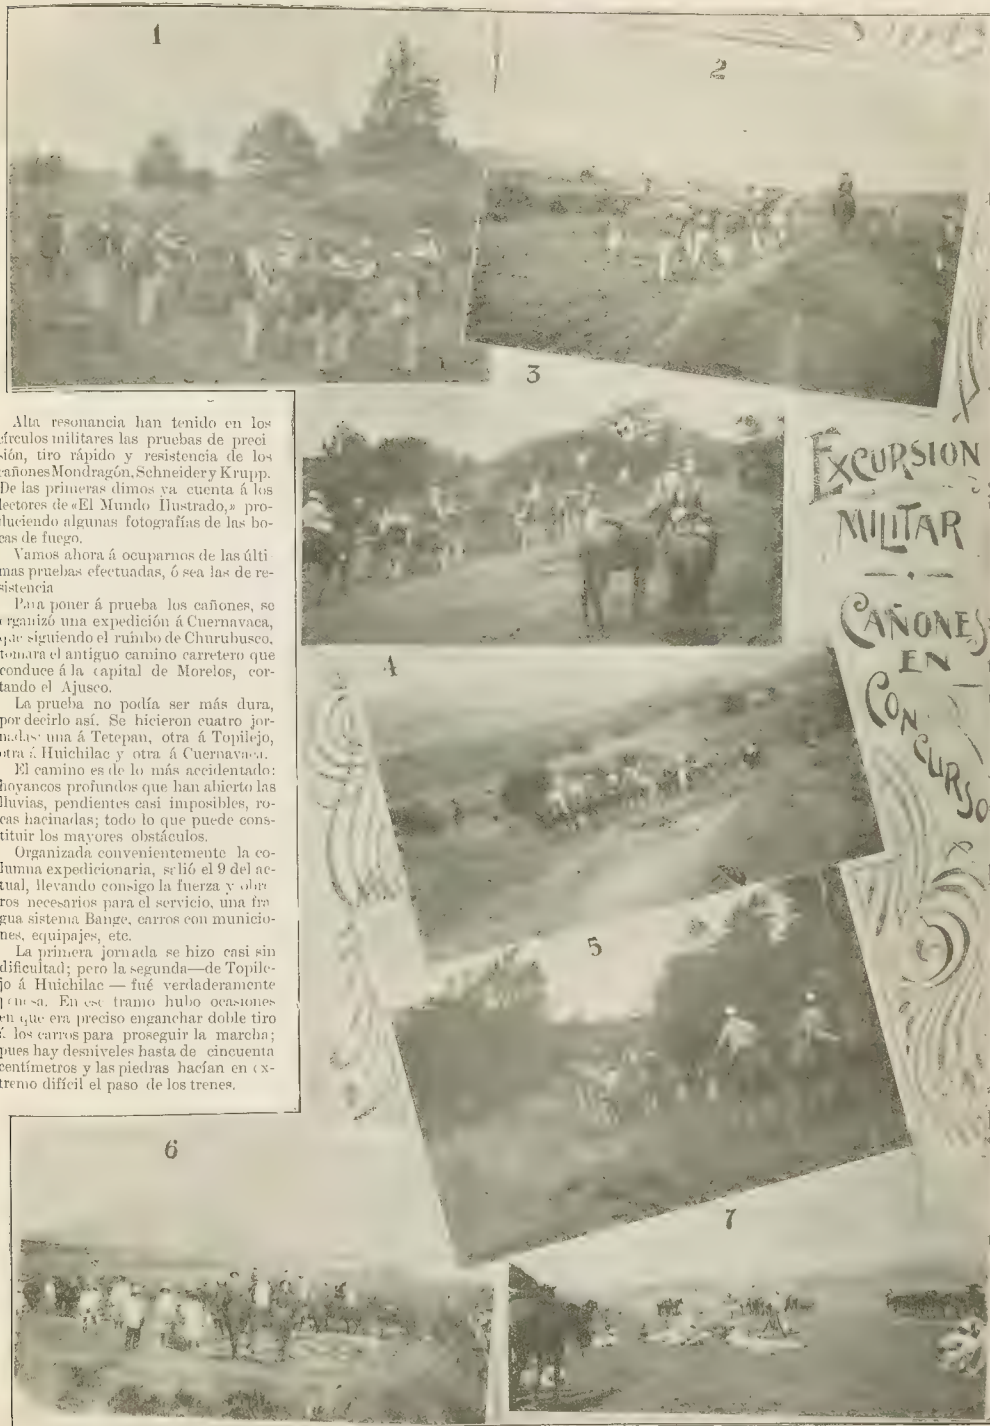 1
2
3
Alta resonancia han tenido en los
círculos militares las pruebas de preci
sión, tiro rápido y resistencia de los
cañones Mondragón, Schneider y Krupp.
De las primeras dimos ya cuenta á los
lectores de «El Mundo Ilustrado,» pro-
duciendo algunas fotografías de las bo-
cas de fuego.
Vamos ahora á ocuparnos de las últi
mas pruebas efectuadas, ó sea las de re-
sistencia
Para poner á prueba los cañones, se
organizó una expedición á Cuernavaca,
que siguiendo el rumbo de Churubusco,
tomara el antiguo camino carretero que
conduce á la capital de Morelos, cor-
tando el Ajusco.
La prueba no podía ser más dura,
por decirlo así. Se hicieron cuatro jor-
nadas: una á Tetepan, otra á Topilejo,
otra á Huichilac y otra á Cuernavaca.
El camino es de lo más accidentado:
hoyancos profundos que han abierto las
lluvias, pendientes casi imposibles, ro-
cas hacinadas; todo lo que puede cons-
tituir los mayores obstáculos.
Organizada convenientemente la co-
lumna expedicionaria, salió el 9 del ac-
tual, llevando consigo la fuerza y obre
ros necesarios para el servicio, una fra
gua sistema Bange, carros con municio-
nes, equipajes, etc.
La primera jornada se hizo casi sin
dificultad; pero la segunda—de Topile-
jo á Huichilac — fué verdaderamente
penosa. En ese tramo hubo ocasiones
en que era preciso enganchar doble tiro
á los carros para proseguir la marcha;
pues hay desniveles hasta de cincuenta
centímetros y las piedras hacían en ex-
tremo difícil el paso de los trenes.
EXCURSION
MILITAR
CAÑONES
EN
CONCURSO
4
5
6
7